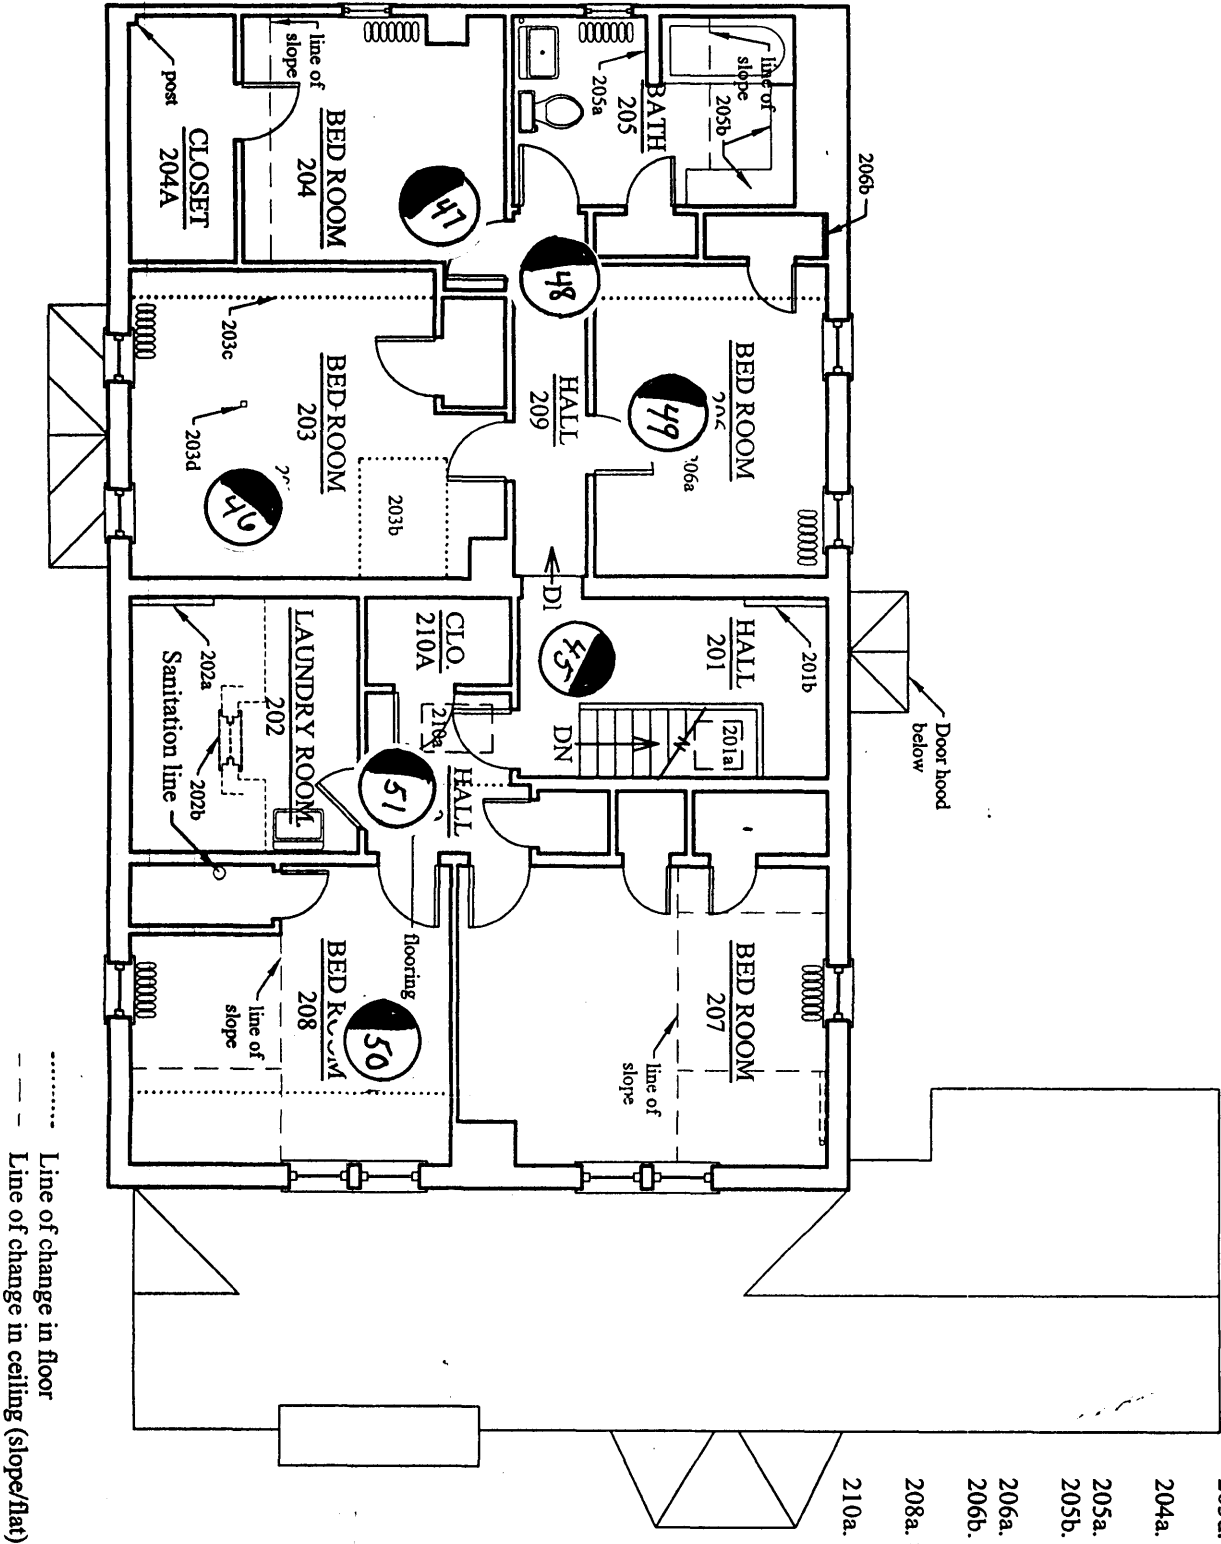 line of
slope
205b
205a
BATH
205
206b
line of
slope
BED ROOM
204
post
CLOSET
204A
47
48
203c
BED ROOM
203
203d
46
203b
HALL
209
BED ROOM
49
206a
D1
CLO.
210A
45
HALL
201
201b
201a
DN
Door hood
below
LAUNDRY ROOM
202
202a
202b
Sanitation line
210a
HALL
51
flooring
BED ROOM
208
50
line of
slope
BED ROOM
207
line of
slope
204a.
205a.
205b.
206a.
206b.
208a.
210a.
Line of change in floor
Line of change in ceiling (slope/flat)